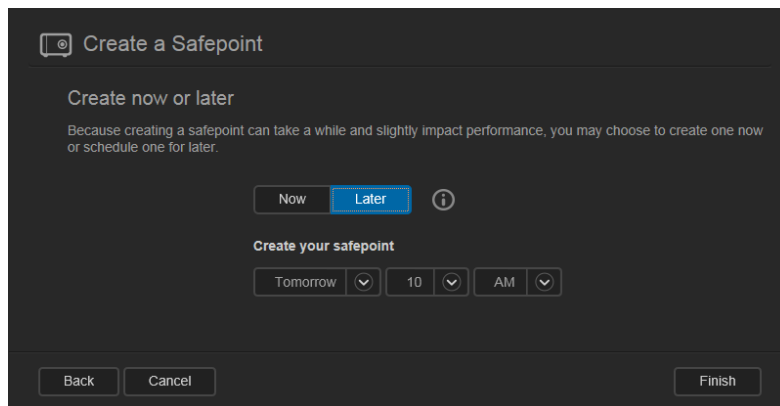 Create a Safepoint
Create now or later
Because creating a safepoint can take a while and slightly impact performance, you may choose to create one now
or schedule one for later.
Now Later
Create your safepoint
Tomorrow 10 AM
Back Cancel Finish